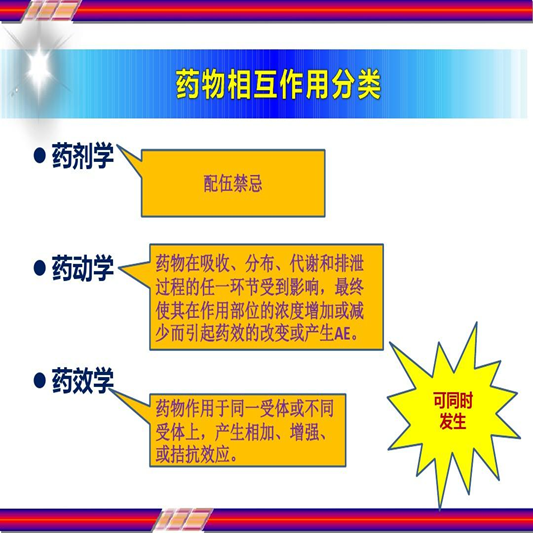 药物相互作用分类
● 药剂学
配伍禁忌
● 药动学
药物在吸收、分布、代谢和排泄
过程的任一环节受到影响，最终
使其在作用部位的浓度增加或减
少而引起药效的改变或产生AE。
● 药效学
药物作用于同一受体或不同
受体上，产生相加、增强、
或拮抗效应。
可同时
发生